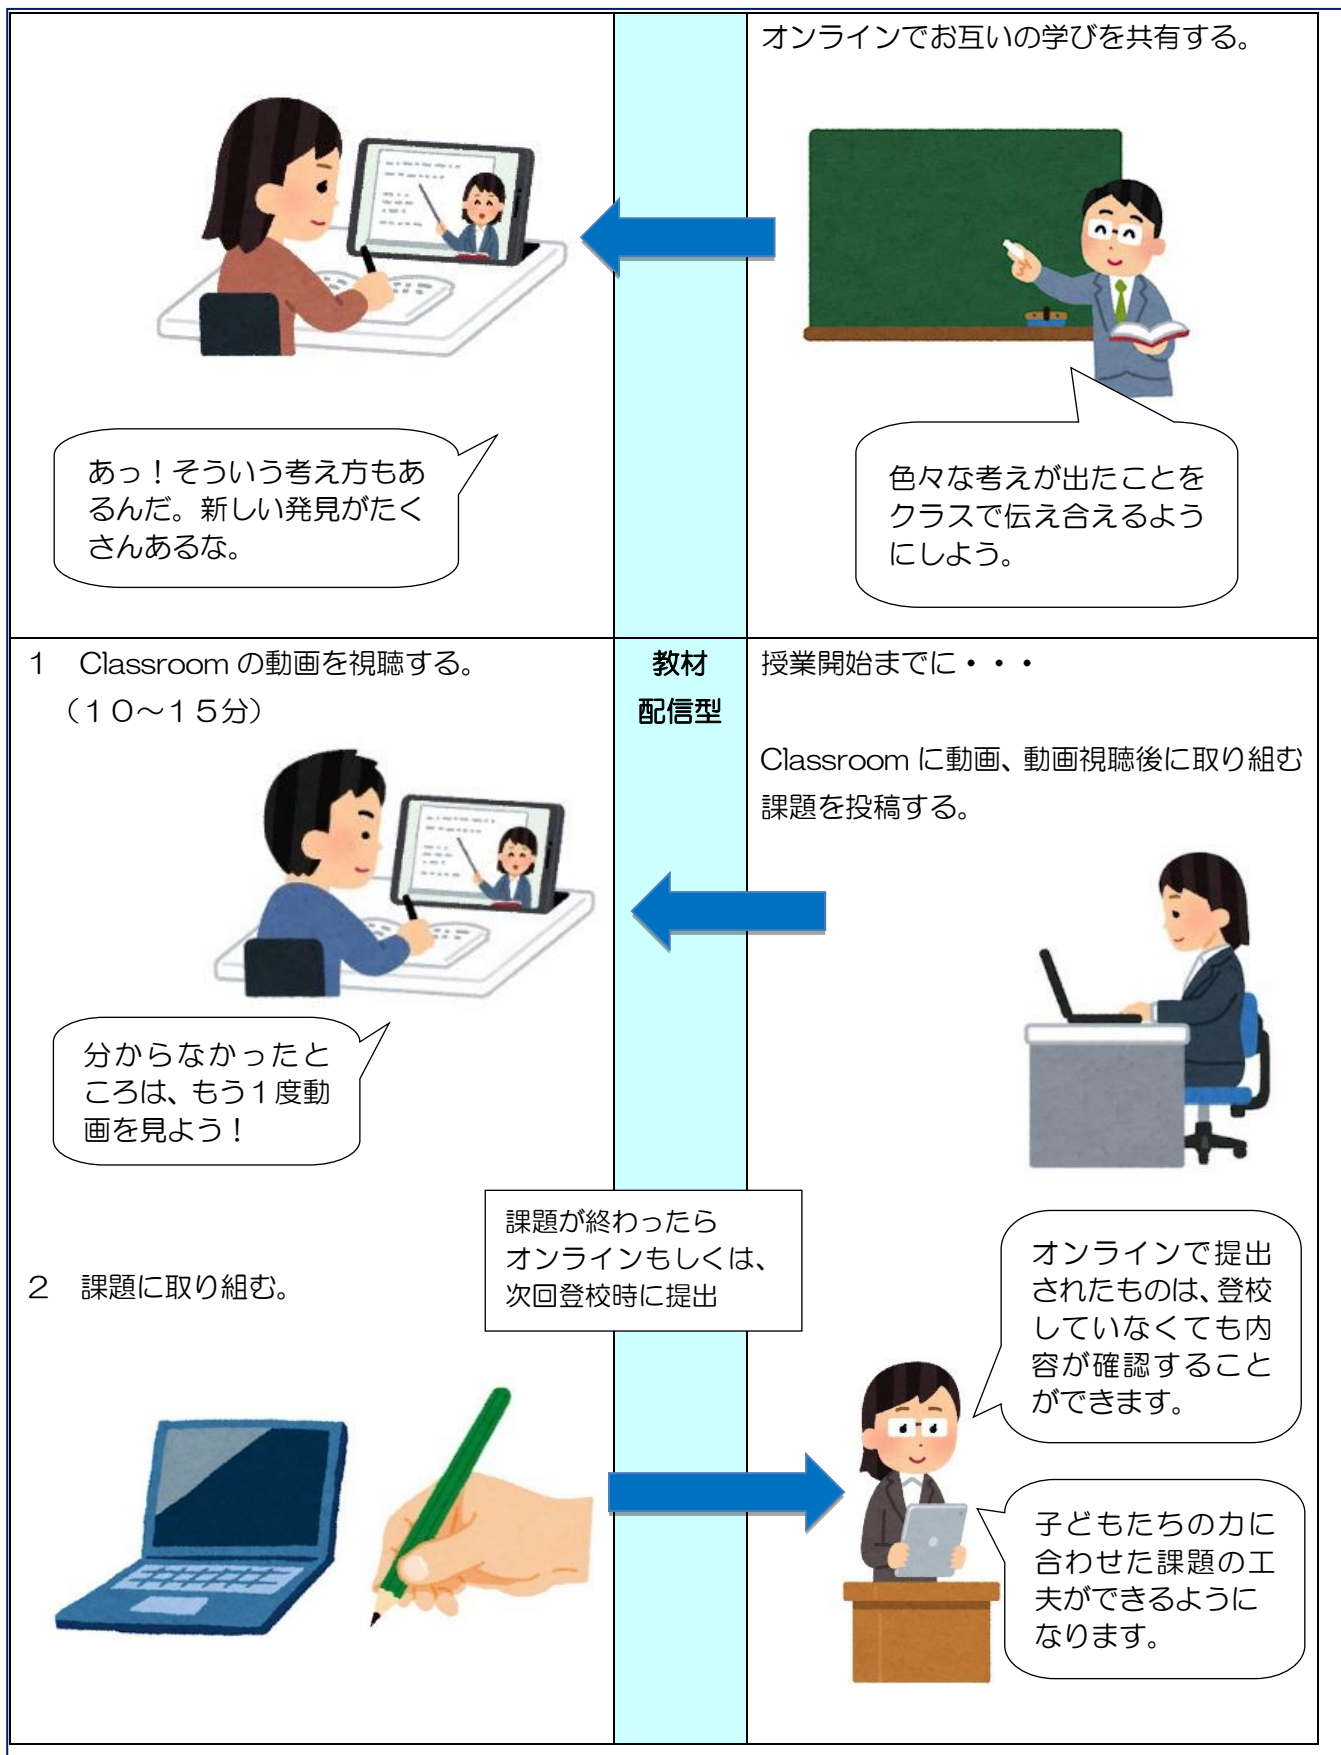 オンラインでお互いの学びを共有する。
あっ！そういう考え方もあ
るんだ。新しい発見がたく
さんあるな。
色々な考えが出たことを
クラスで伝え合えるよう
にしよう。
１　Classroom の動画を視聴する。
（１０～１５分）
教材
配信型
授業開始までに・・・
Classroom に動画、動画視聴後に取り組む
課題を投稿する。
分からなかったと
ころは、もう１度動
画を見よう！
課題が終わったら
オンラインもしくは、
次回登校時に提出
２　課題に取り組む。
オンラインで提出
されたものは、登校
していなくても内
容が確認すること
ができます。
子どもたちの力に
合わせた課題の工
夫ができるように
なります。